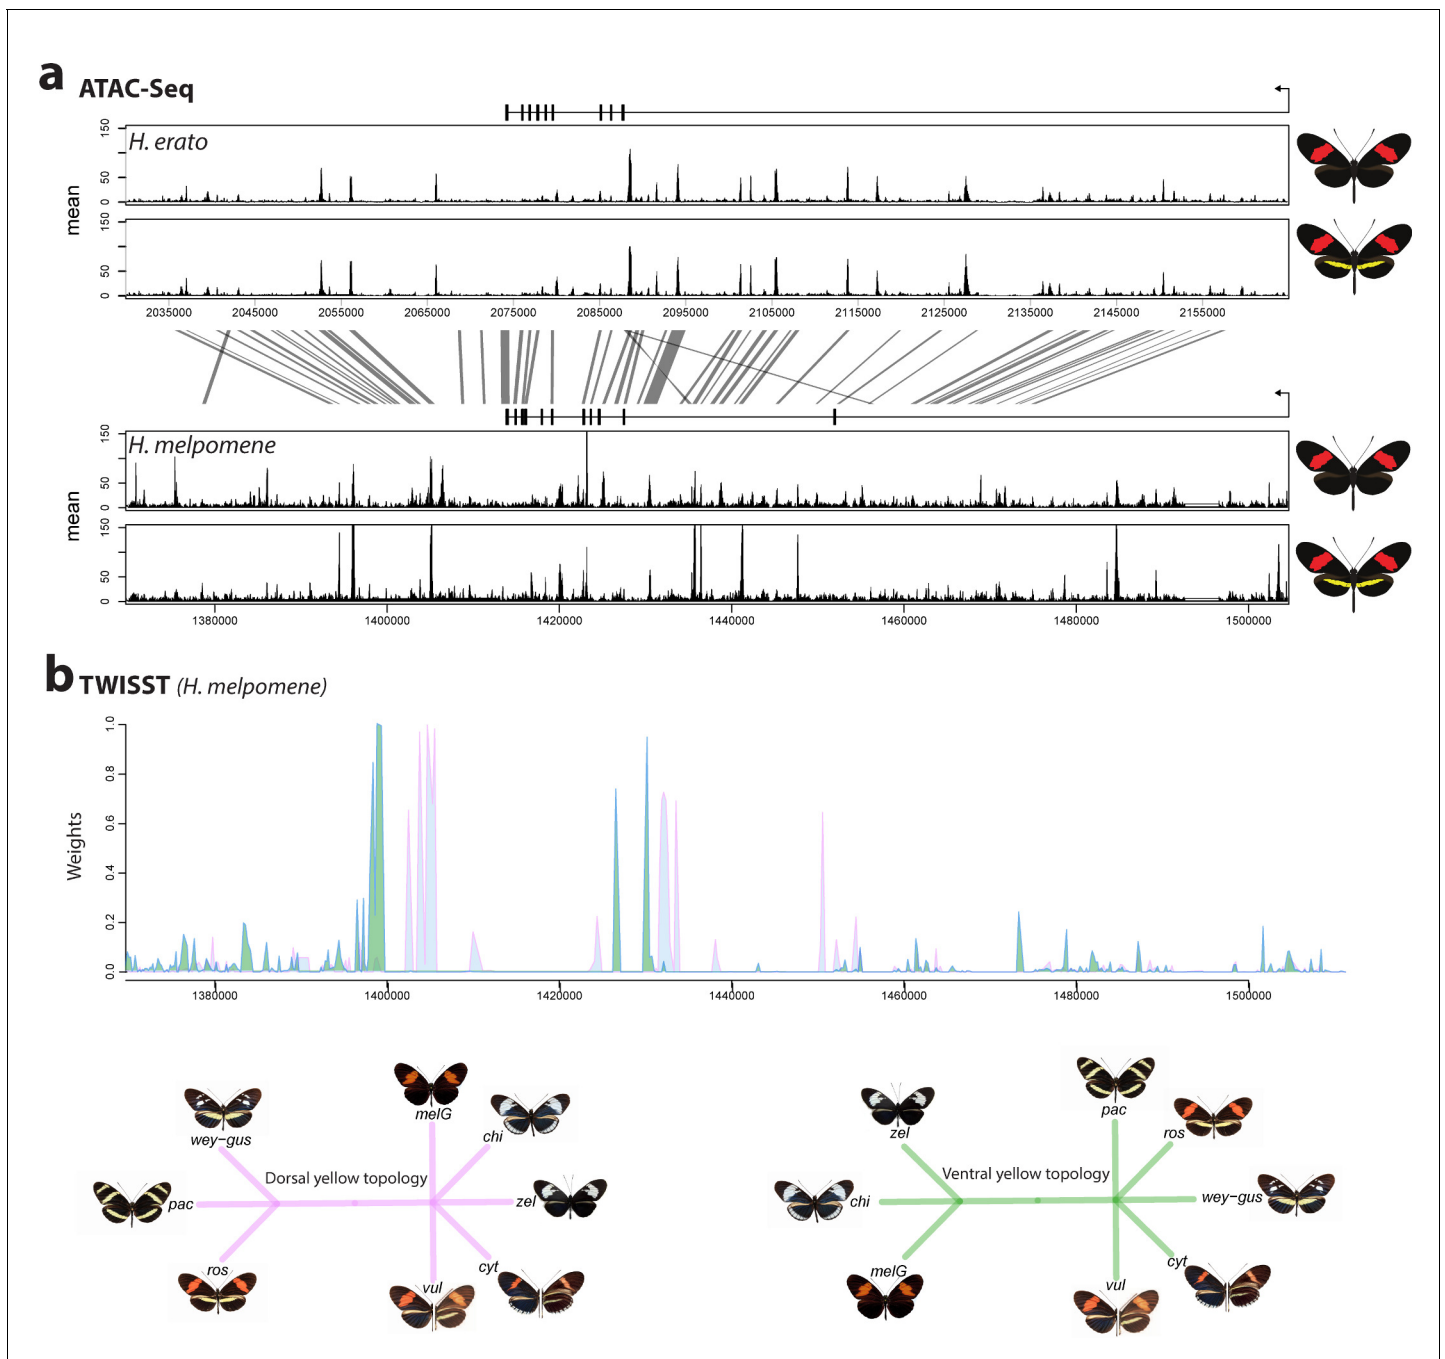 a ATAC-Seq
H. erato
150
50
0
mean
150
50
0
2035000 2045000 2055000 2065000 2075000 2085000 2095000 2105000 2115000 2125000 2135000 2145000 2155000
H. melpomene
150
50
0
mean
150
50
0
1380000 1400000 1420000 1440000 1460000 1480000 1500000
b TWISST (H. melpomene)
1.0
0.8
0.6
0.4
0.2
0.0
Weights
1380000 1400000 1420000 1440000 1460000 1480000 1500000
Dorsal yellow topology
wey-gus
melG
chi
pac
zel
ros
vul
cyt
Ventral yellow topology
zel
pac
ros
chi
wey-gus
melG
vul
cyt